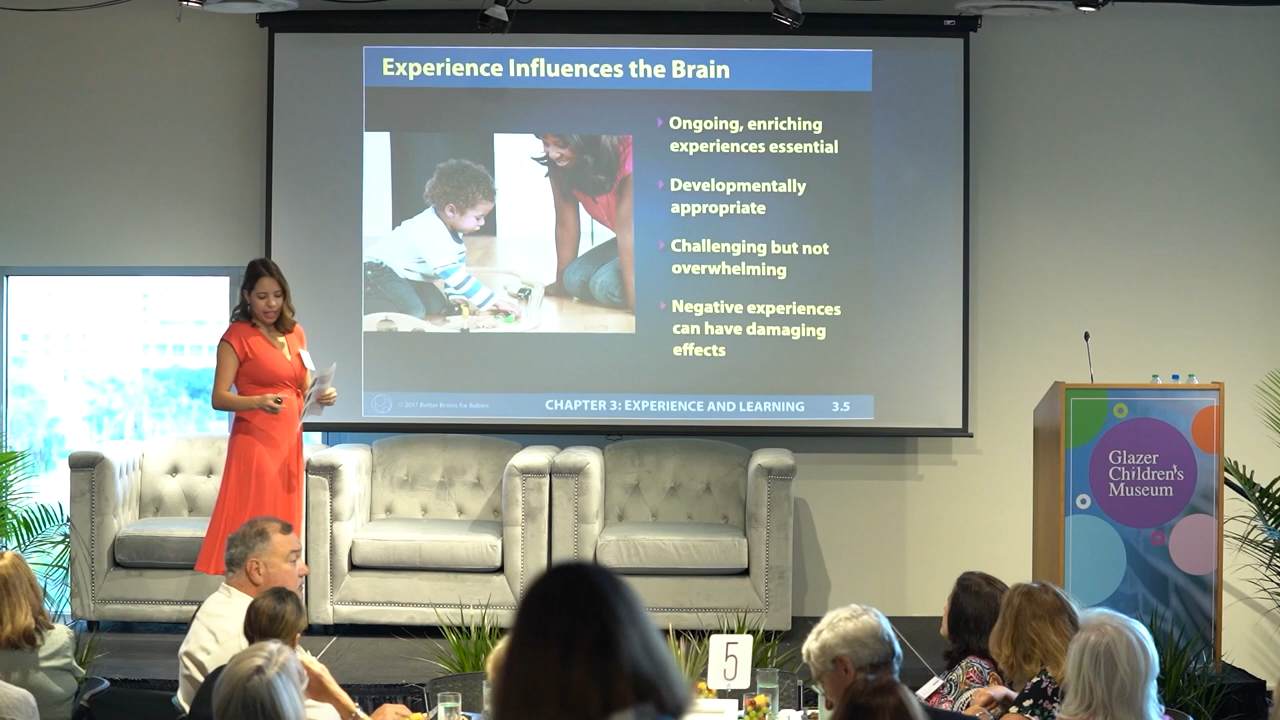 Experience Influences the Brain
Ongoing, enriching
experiences essential
Developmentally
appropriate
Challenging but not
overwhelming
Negative experiences
can have damaging
effects
© 2017 Better Brains for Babies
CHAPTER 3: EXPERIENCE AND LEARNING 3.5
Glazer
Children's
Museum
5